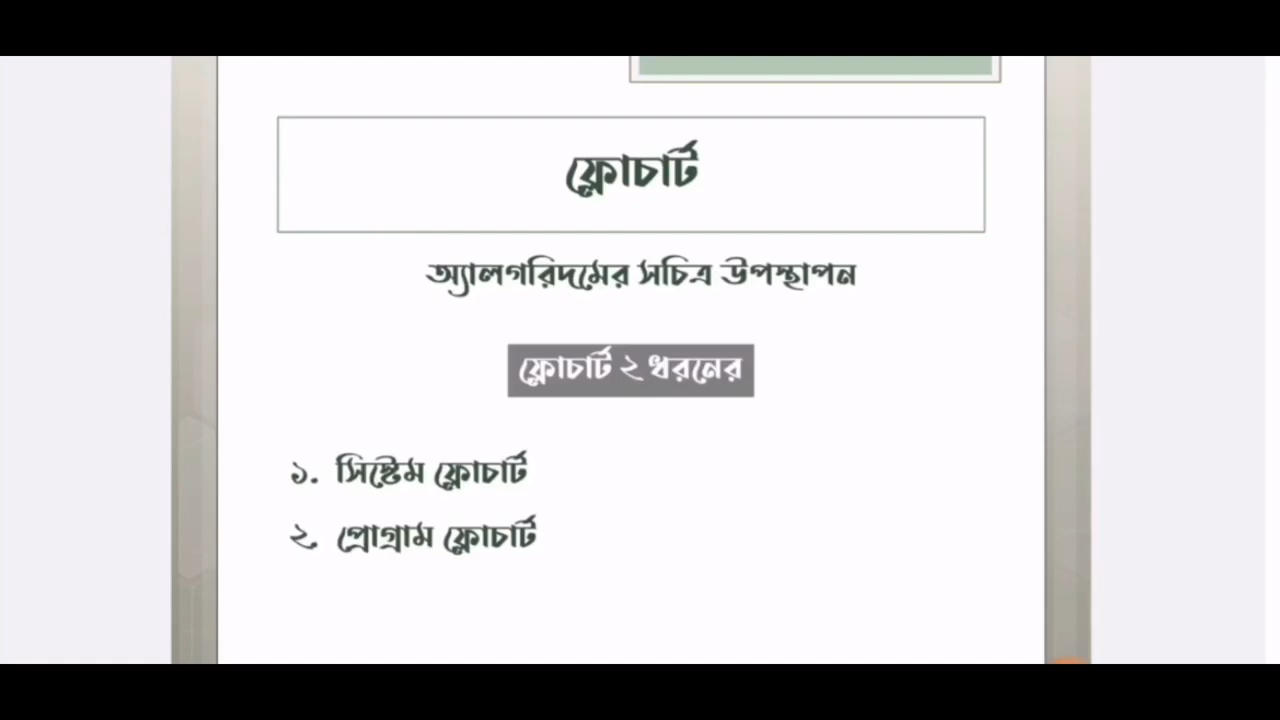 ফ্লোচার্ট
অ্যালগরিদমের সচিত্র উপস্থাপন
ফ্লোচার্ট ২ ধরনের
১. সিস্টেম ফ্লোচার্ট
২. প্রোগ্রাম ফ্লোচার্ট